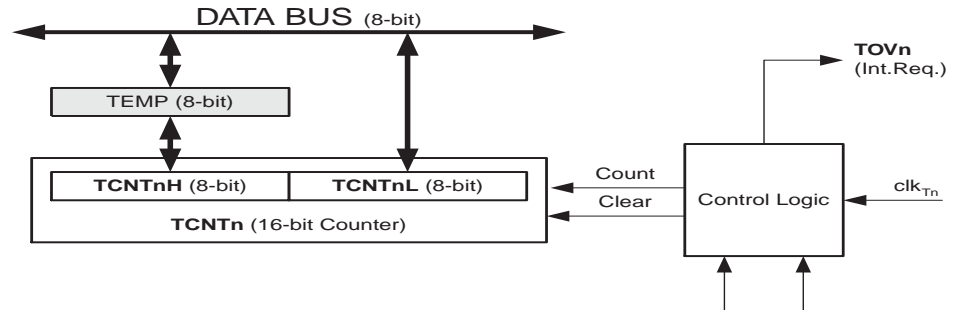 DATA BUS (8-bit)
TOVn
(Int.Req.)
TEMP (8-bit)
TCNTnH (8-bit) TCNTnL (8-bit)
TCNTn (16-bit Counter)
Count
Clear
Control Logic
clkTn